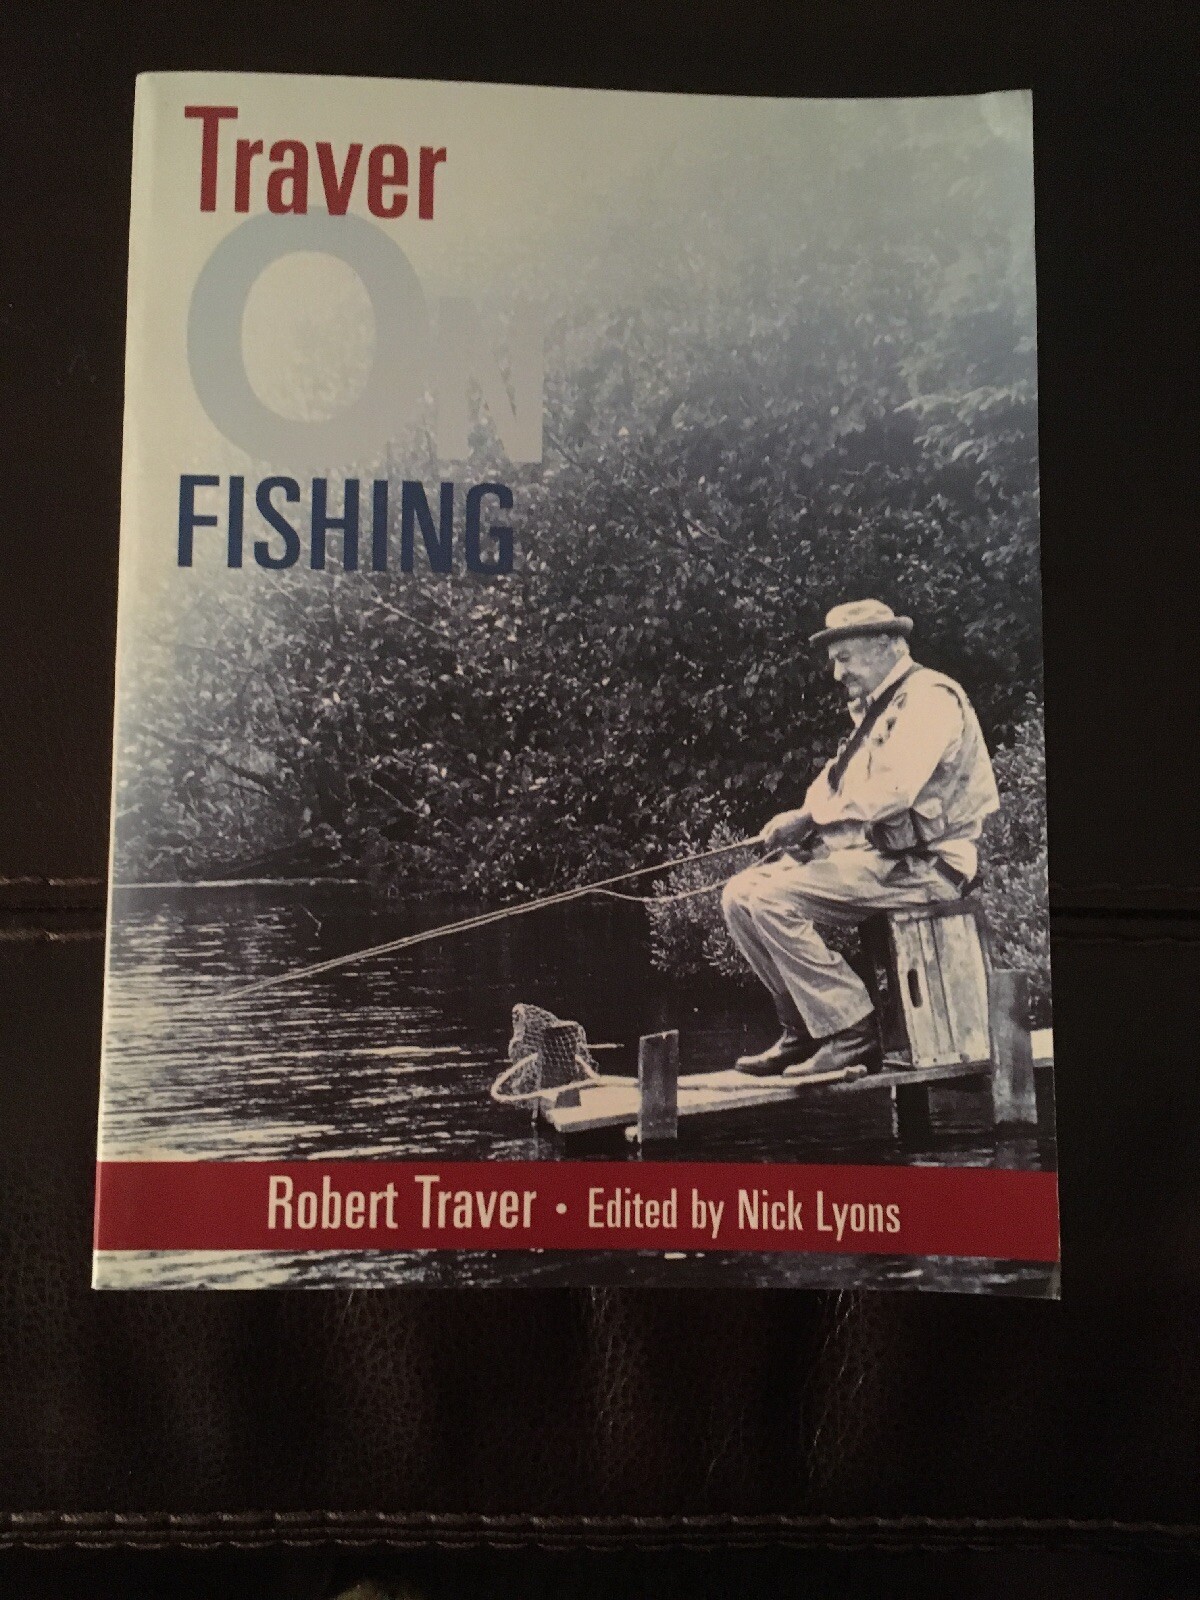 Traver
ON
FISHING
Robert Traver • Edited by Nick Lyons